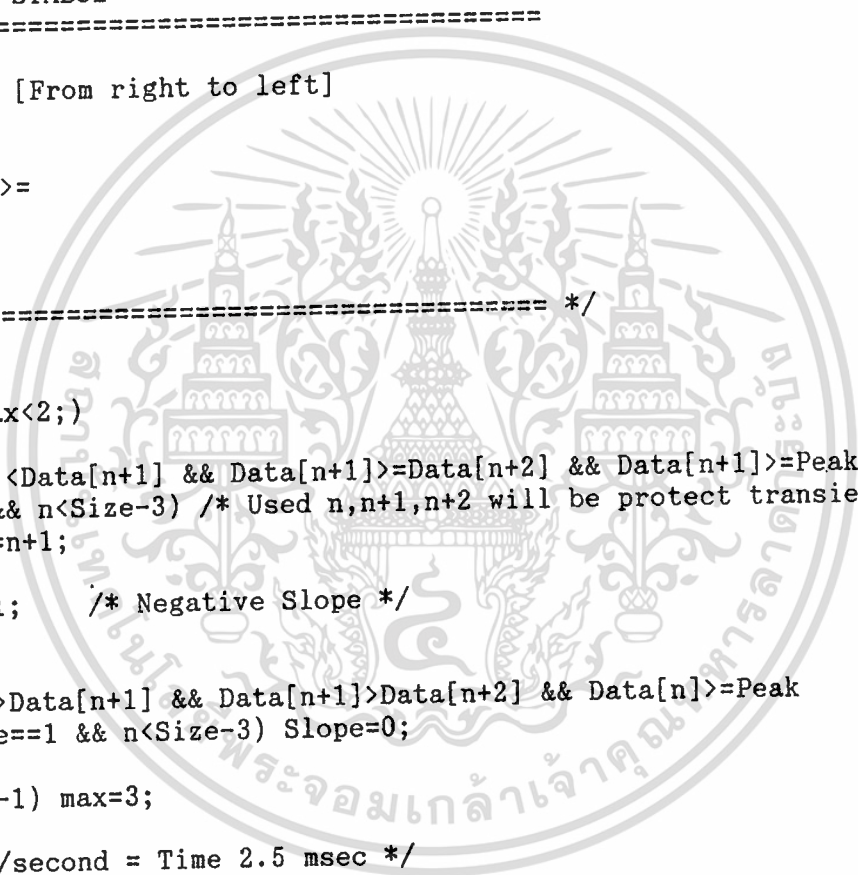 ==================================
[From right to left]
>=
================================== */
x<2;)
<Data[n+1] && Data[n+1]>=Data[n+2] && Data[n+1]>=Peak
&& n<Size-3) /* Used n,n+1,n+2 will be protect transie
=n+1;
; /* Negative Slope */
>Data[n+1] && Data[n+1]>Data[n+2] && Data[n]>=Peak
e==1 && n<Size-3) Slope=0;
-1) max=3;
/second = Time 2.5 msec */